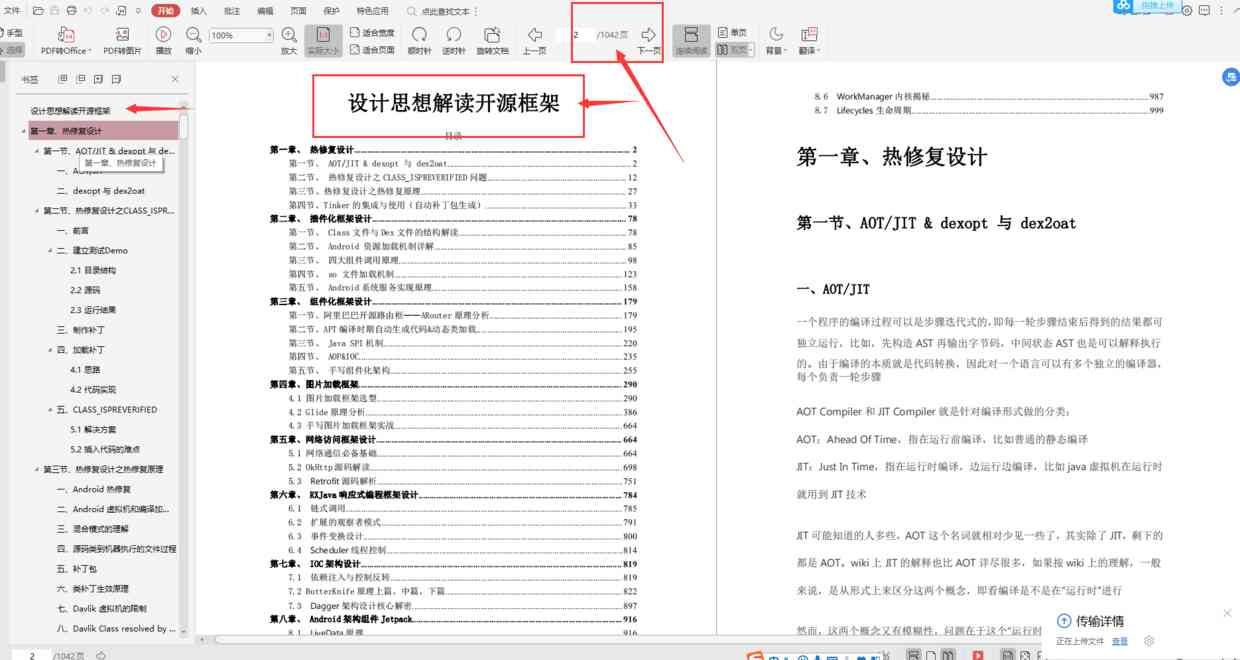 文件
开始
插入
批注
编辑
页面
保护
特色应用
点此查找文本
拖拽上传
手型
选择
PDF转Office
PDF转图片
播放
缩小
100%
放大
实际大小
适合宽度
适合页面
顺时针
逆时针
旋转文档
上一页
2
/1042页
下一页
连续阅读
单页
双页
背景
翻译
书签
设计思想解读开源框架
第一章、热修复设计
第一节、AOT/JIT & dexopt 与 de...
第一章、热修复设计
二、dexopt 与 dex2oat
第二节、热修复设计之CLASS_ISPR...
一、前言
二、建立测试Demo
2.1 目录结构
2.2 源码
2.3 运行结果
三、制作补丁
四、加载补丁
4.1 思路
4.2 代码实现
五、CLASS_ISPREVERIFIED
5.1 解决方案
5.2 插入代码的难点
第三节、热修复设计之热修复原理
一、Android 热修复
二、Android 虚拟机和编译加...
三、混合模式的理解
四、源码类到机器执行的文件过程
五、补丁包
六、类补丁生效原理
七、Davlik 虚拟机的限制
八、Davlik Class resolved by ...
设计思想解读开源框架
目录
第一章、 热修复设计 2
第一节、 AOT/JIT & dexopt 与 dex2oat 2
第二节、 热修复设计之 CLASS_ISPREVERIFIED 问题 12
第三节、热修复设计之热修复原理 27
第四节、Tinker 的集成与使用（自动补丁包生成） 33
第二章、 插件化框架设计 78
第一节、 Class 文件与 Dex 文件的结构解读 78
第二节、 Android 资源加载机制详解 85
第三节、 四大组件调用原理 98
第四节、 so 文件加载机制 123
第五节、 Android 系统服务实现原理 158
第三章、 组件化框架设计 179
第一节、阿里巴巴开源路由框——ARouter 原理分析 179
第二节、APT 编译时期自动生成代码&动态类加载 195
第三节、 Java SPI 机制 220
第四节、 AOP&IOC 235
第五节、 手写组件化架构 255
第四章、图片加载框架 290
4.1 图片加载框架选型 290
4.2 Glide 原理分析 386
4.3 手写图片加载框架实战 664
第五章、网络访问框架设计 664
5.1 网络通信必备基础 664
5.2 OkHttp 源码解读 698
5.3 Retrofit 源码解析 751
第六章、 RXJava 响应式编程框架设计 784
6.1 链式调用 785
6.2 扩展的观察者模式 791
6.3 事件变换设计 800
6.4 Scheduler 线程控制 814
第七章、 IOC 架构设计 819
7.1 依赖注入与控制反转 819
7.2 ButterKnife 原理上篇、中篇、下篇 822
7.3 Dagger 架构设计核心解密 897
第八章、 Android 架构组件 Jetpack 916
8.1 LiveData 原理 916
8.6 WorkManager 内核揭秘 987
8.7 Lifecycles 生命周期 999
第一章、热修复设计
第一节、AOT/JIT & dexopt 与 dex2oat
一、AOT/JIT
一个程序的编译过程可以是步骤迭代式的，即每一轮步骤结束后得到的结果都可
独立运行，比如，先构造 AST 再输出字节码，中间状态 AST 也是可以解释执行
的。由于编译的本质就是代码转换，因此对一个语言可以有多个独立的编译器，
每个负责一轮步骤
AOT Compiler 和 JIT Compiler 就是针对编译形式做的分类：
AOT：Ahead Of Time，指在运行前编译，比如普通的静态编译
JIT：Just In Time，指在运行时编译，边运行边编译，比如 java 虚拟机在运行时
就用到 JIT 技术
JIT 可能知道的人多些，AOT 这个名词就相对少见一些了，其实除了 JIT，剩下的
都是 AOT。wiki 上 JIT 的解释也比 AOT 详尽很多，如果按 wiki 上的理解，一般
来说，是从形式上来区分这两个概念，即看编译是不是在“运行时”进行
然而，这两个概念又有模糊性，问题在于这个“运行时
传输详情
正在上传文件 查看
2
/1042页